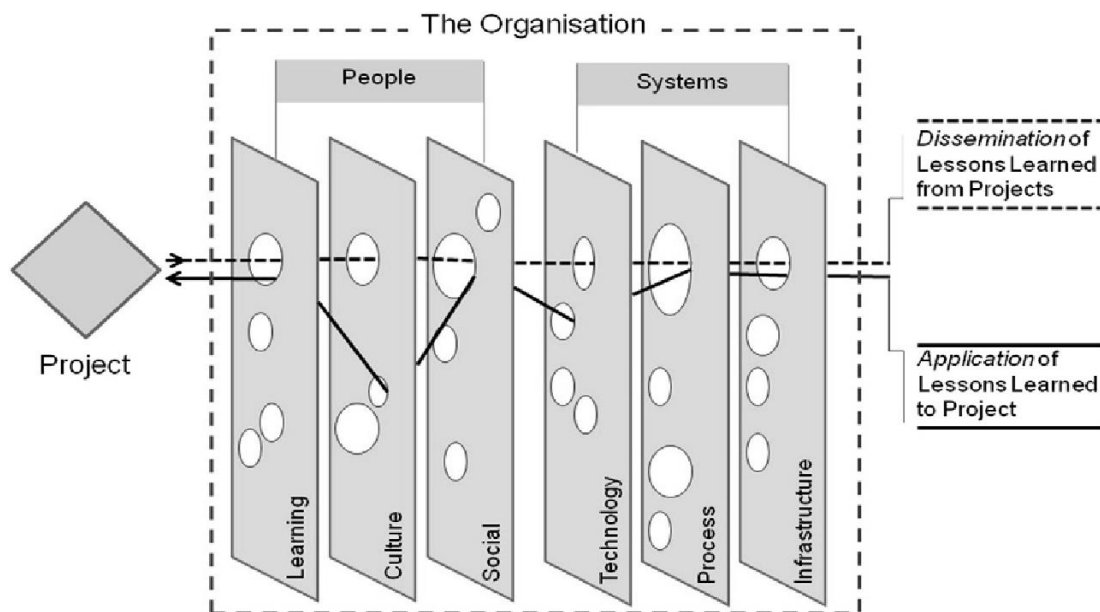 The Organisation
People
Systems
Dissemination of
Lessons Learned
from Projects
Project
Application of
Lessons Learned
to Project
Learning
Culture
Social
Technology
Process
Infrastructure